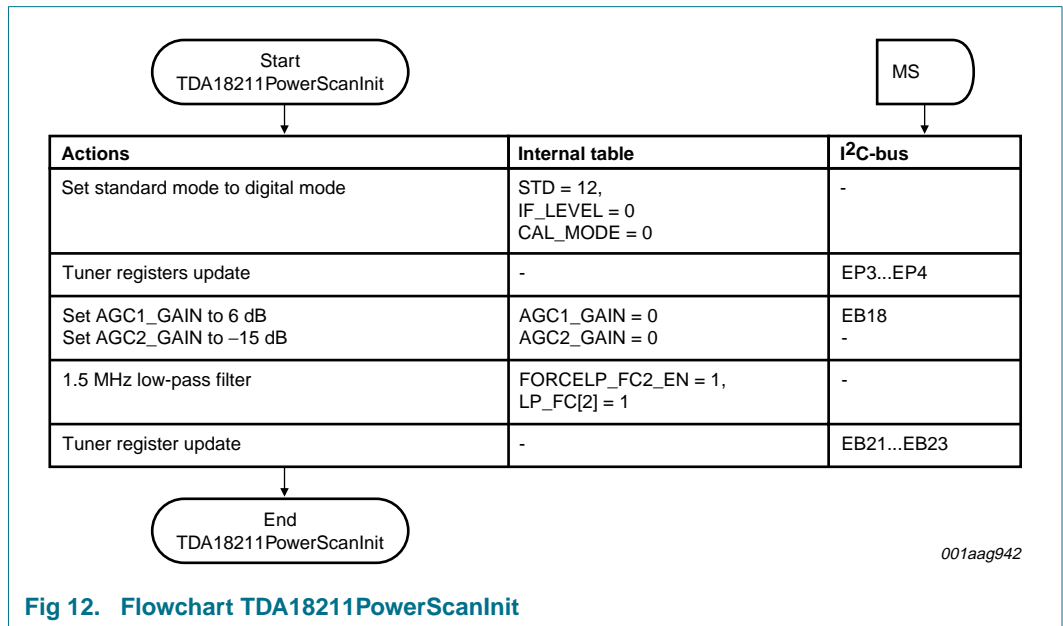 Start
TDA18211PowerScanInit
MS
Actions
Internal table
I2C-bus
Set standard mode to digital mode
STD = 12,
IF_LEVEL = 0
CAL_MODE = 0
-
Tuner registers update
-
EP3...EP4
Set AGC1_GAIN to 6 dB
Set AGC2_GAIN to −15 dB
AGC1_GAIN = 0
AGC2_GAIN = 0
EB18
-
1.5 MHz low-pass filter
FORCELP_FC2_EN = 1,
LP_FC[2] = 1
-
Tuner register update
-
EB21...EB23
End
TDA18211PowerScanInit
001aag942
Fig 12. Flowchart TDA18211PowerScanInit